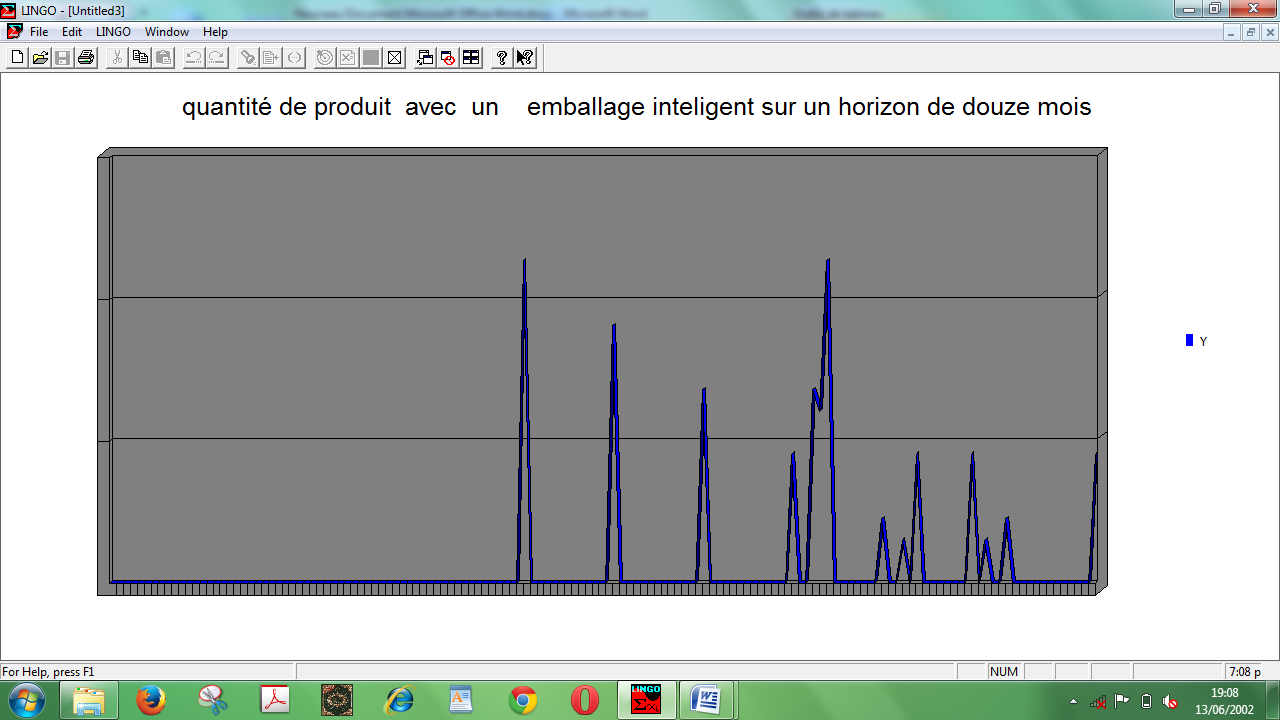 LINGO - [Untitled3]
File Edit LINGO Window Help
quantité de produit avec un emballage inteligent sur un horizon de douze mois
Y
For Help, press F1
NUM
7:08 p
LINGO
19:08
13/06/2002